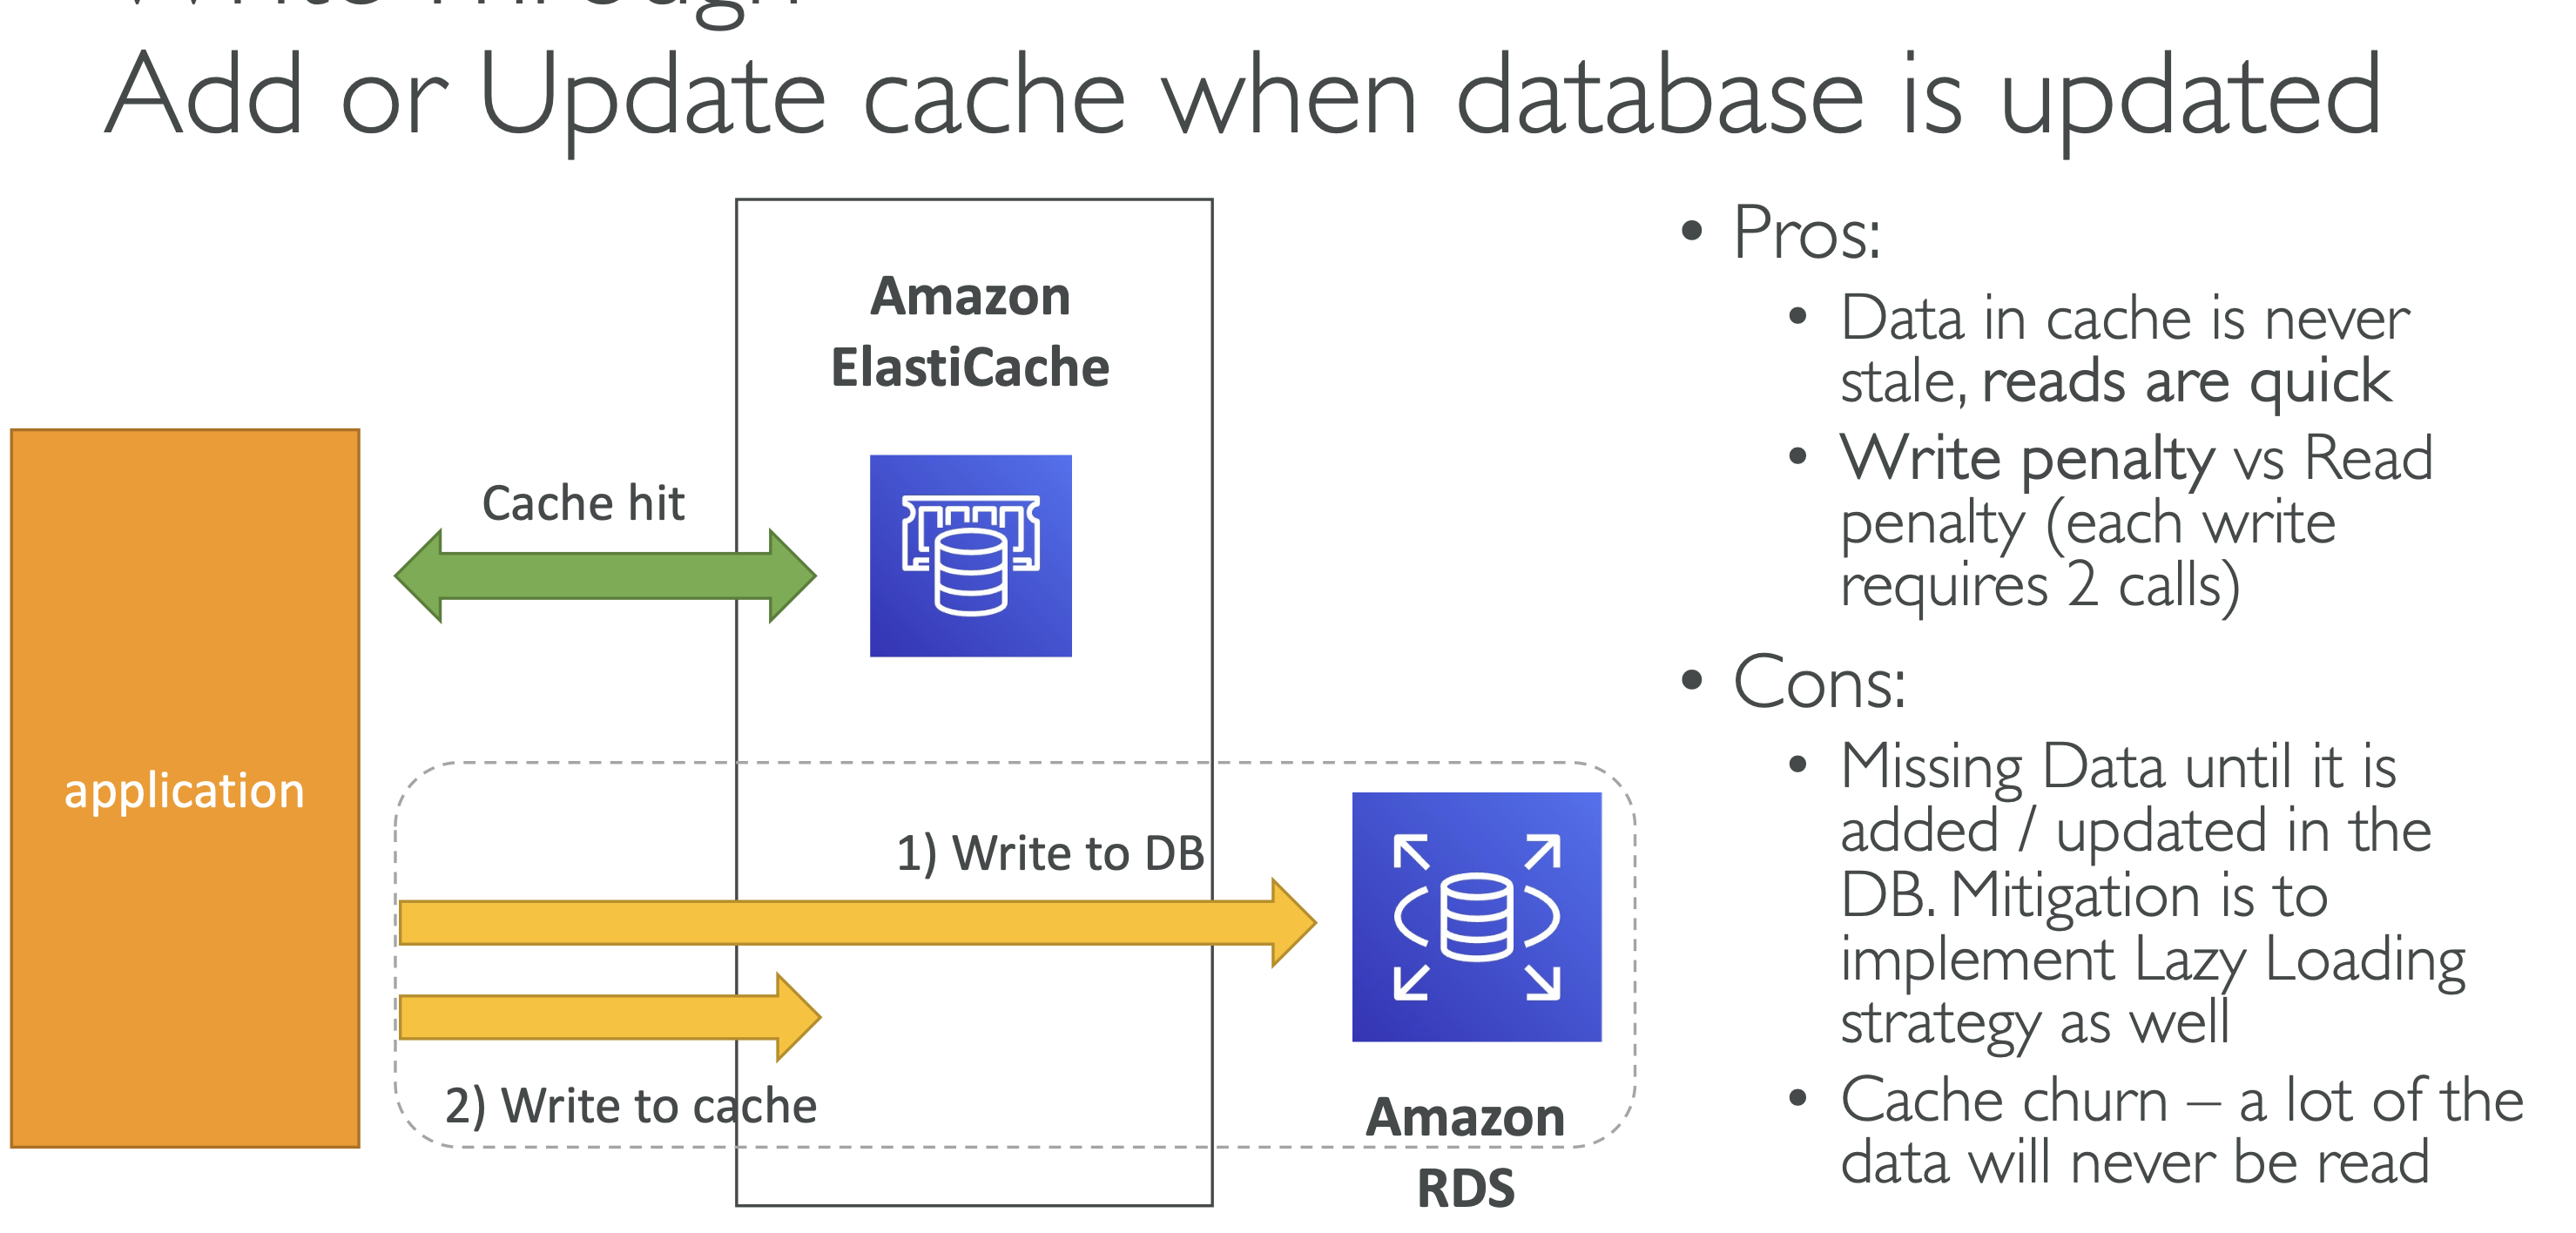 Write Through
Add or Update cache when database is updated
Amazon
ElastiCache
Cache hit
application
1) Write to DB
2) Write to cache
Amazon
RDS
• Pros:
• Data in cache is never
stale, reads are quick
• Write penalty vs Read
penalty (each write
requires 2 calls)
• Cons:
• Missing Data until it is
added / updated in the
DB. Mitigation is to
implement Lazy Loading
strategy as well
• Cache churn – a lot of the
data will never be read